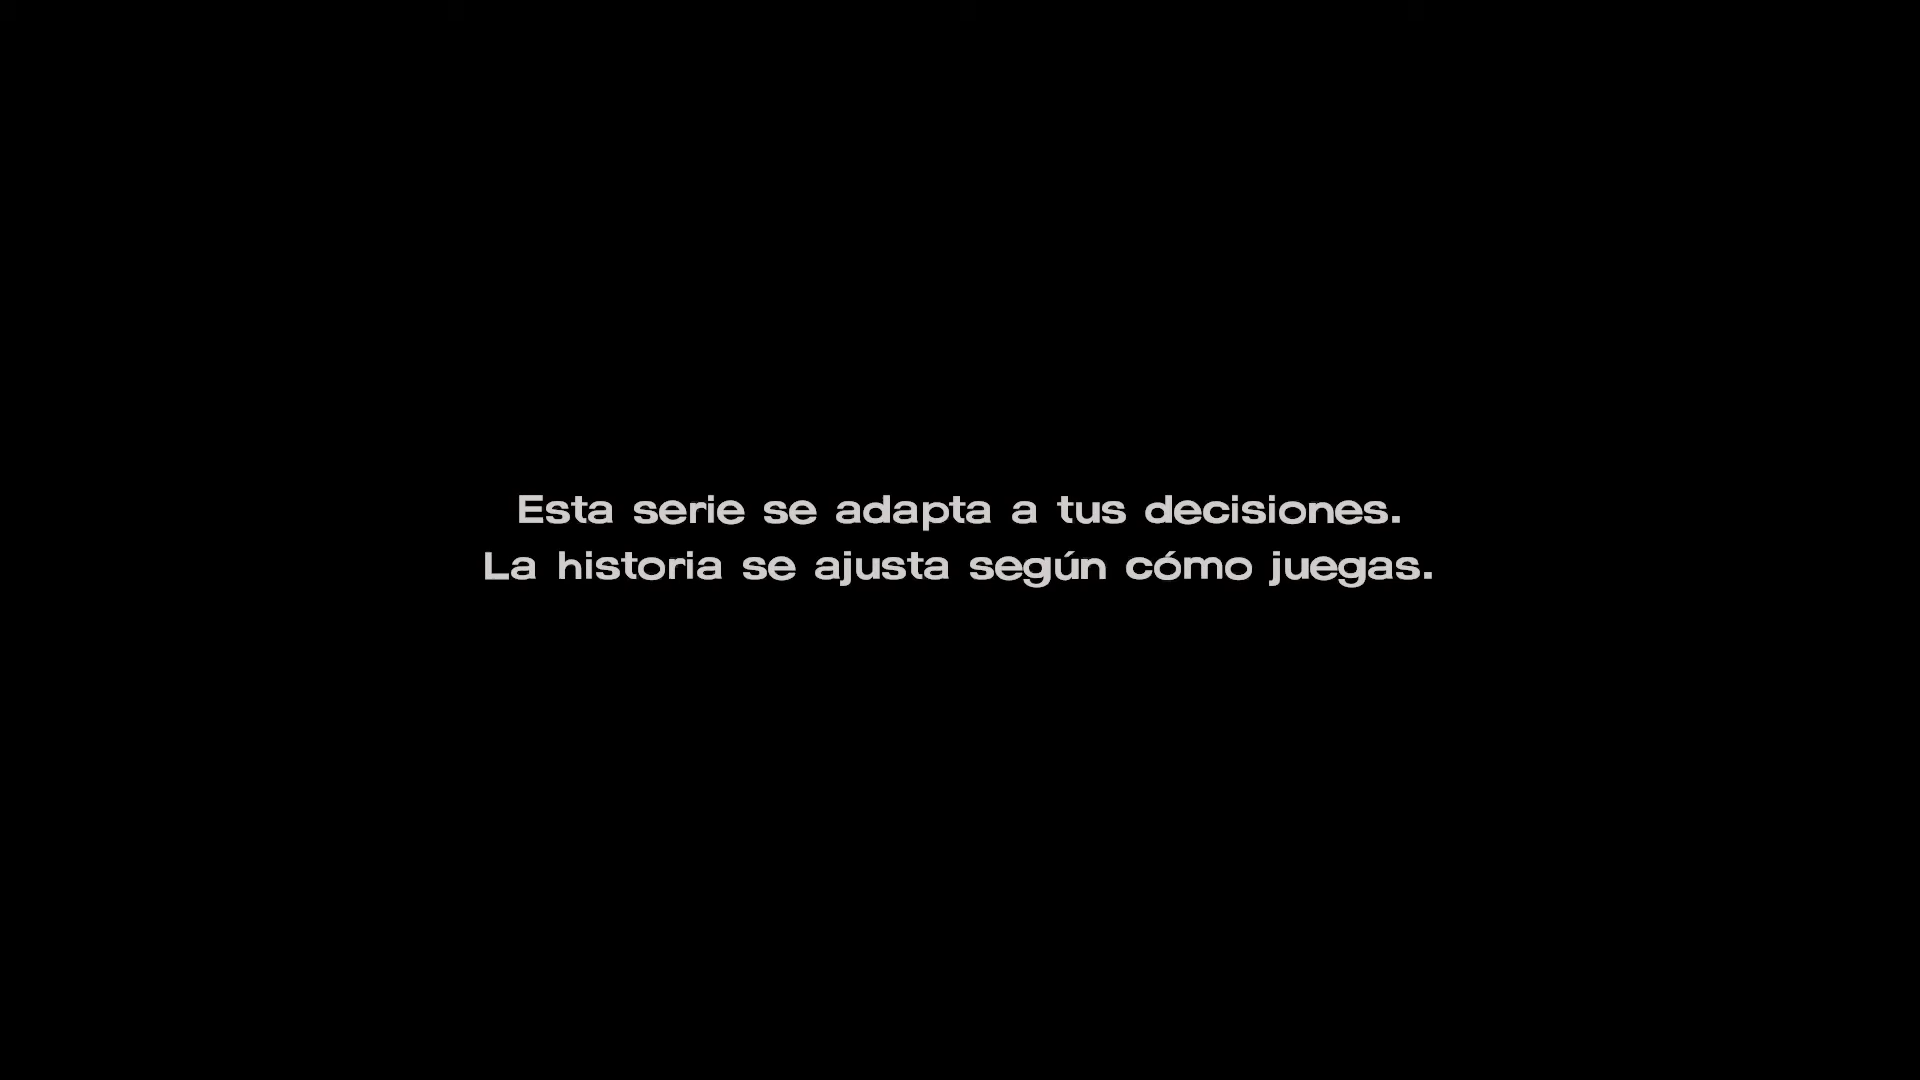 Esta serie se adapta a tus decisiones.
La historia se ajusta según cómo juegas.